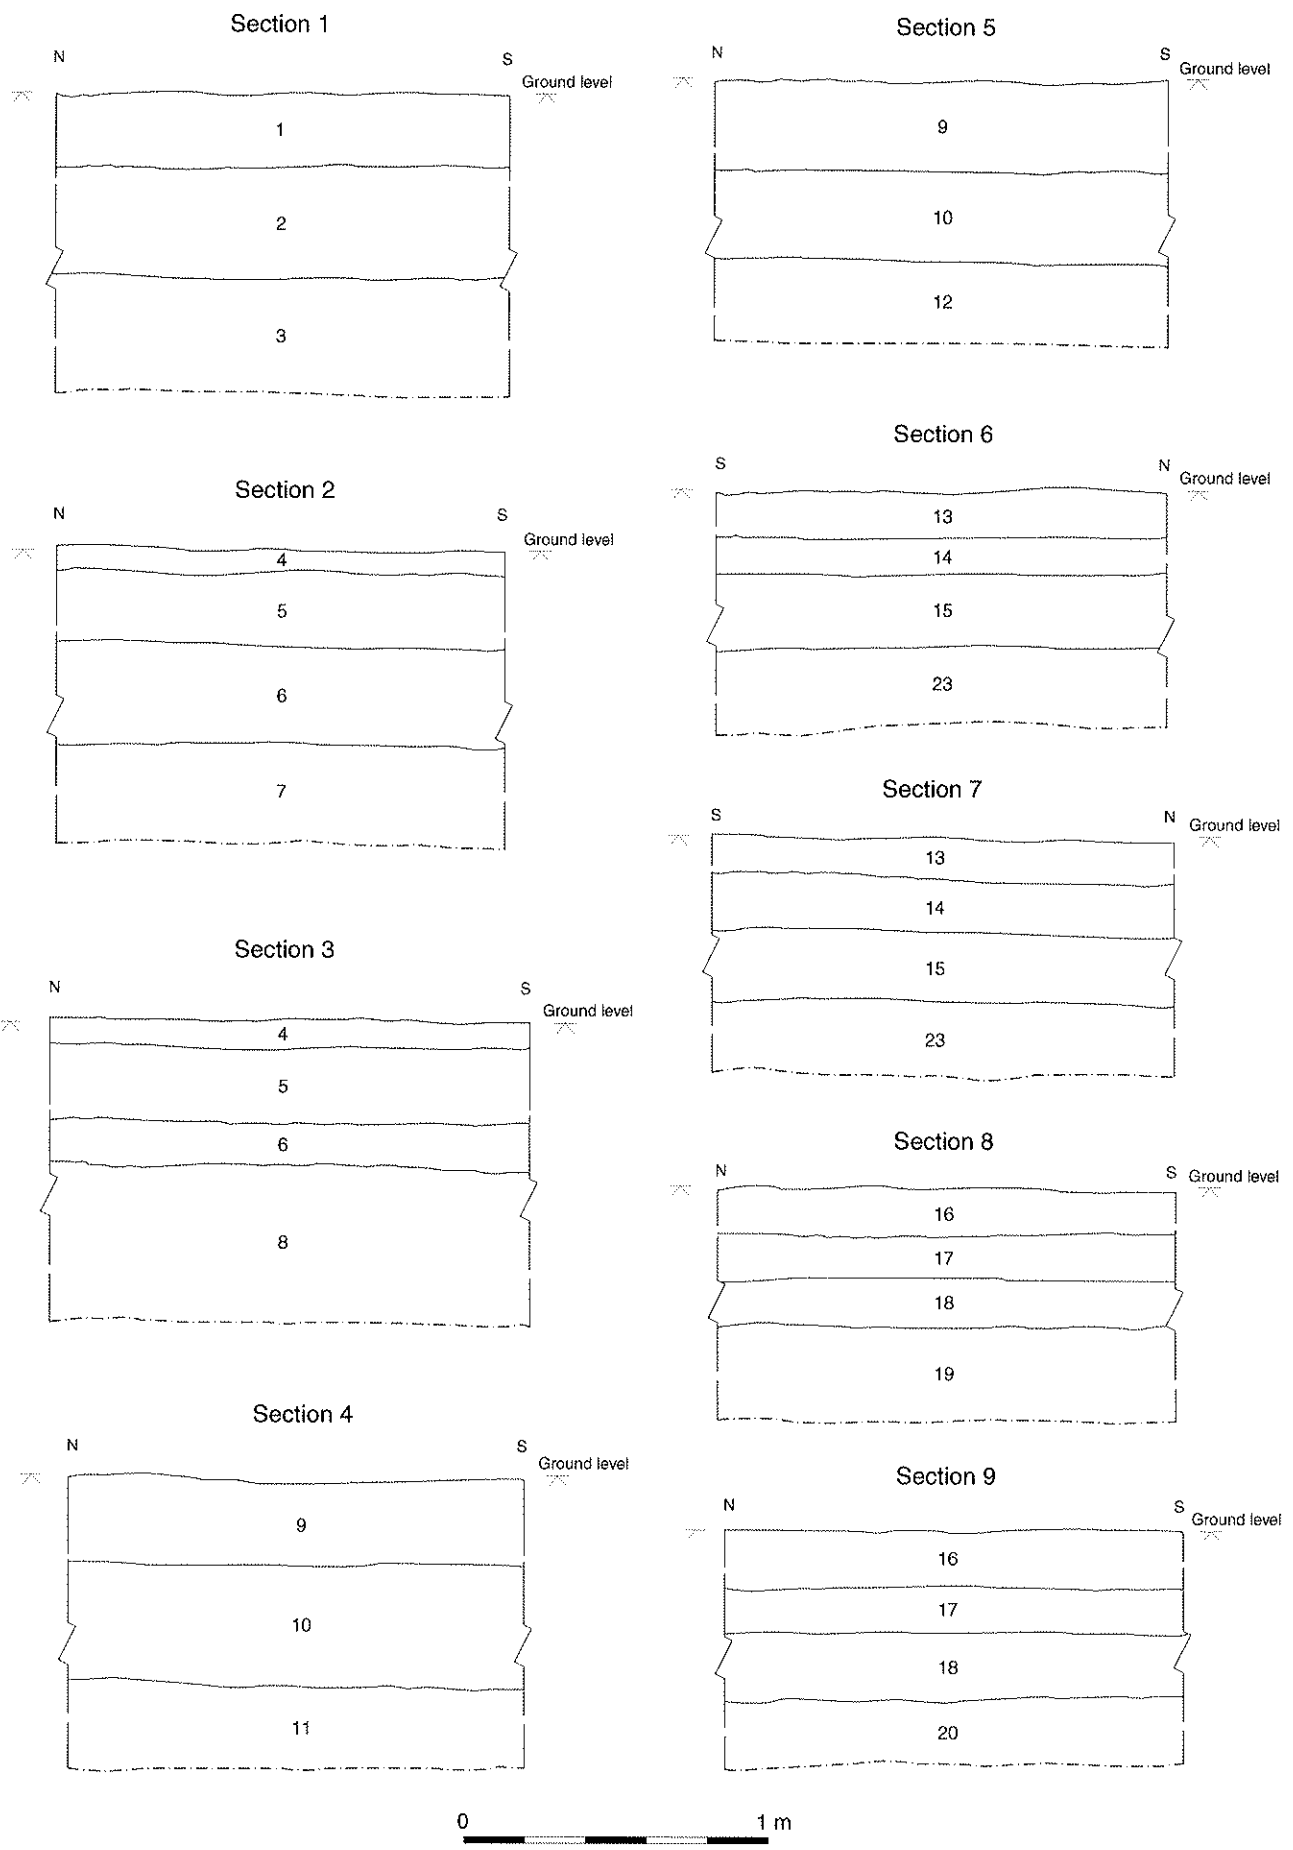 Section 1
N
S
Ground level
1
2
3
Section 2
N
S
Ground level
4
5
6
7
Section 3
N
S
Ground level
4
5
6
8
Section 4
N
S
Ground level
9
10
11
Section 5
N
S
Ground level
9
10
12
Section 6
S
N
Ground level
13
14
15
23
Section 7
S
N
Ground level
13
14
15
23
Section 8
N
S
Ground level
16
17
18
19
Section 9
N
S
Ground level
16
17
18
20
0 1 m